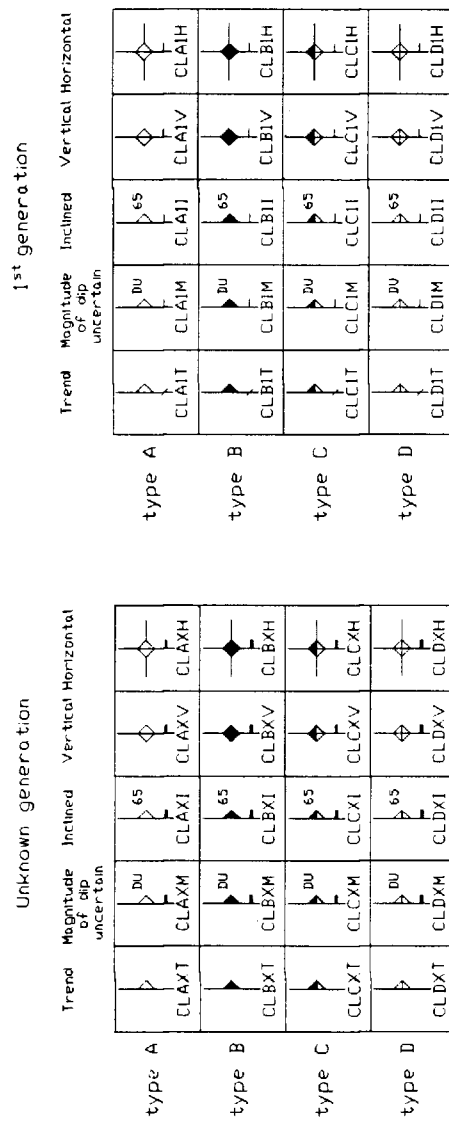 Unknown generation
Trend Magnitude of dip uncertain Inclined Vertical Horizontal
type A
DU 65
CLAXT CLAXM CLAXI CLAXV CLAXH
type B
DU 65
CLBXT CLBXM CLBXI CLBXV CLBXH
type C
DU 65
CLCXT CLCXM CLCXI CLCXV CLCXH
type D
DU 65
CLDXT CLDXM CLDXI CLDXV CLDXH
1st generation
Trend Magnitude of dip uncertain Inclined Vertical Horizontal
type A
DU 65
CLA1T CLA1M CLA1I CLA1V CLA1H
type B
DU 65
CLB1T CLB1M CLB1I CLB1V CLB1H
type C
DU 65
CLC1T CLC1M CLC1I CLC1V CLC1H
type D
DU 65
CLD1T CLD1M CLD1I CLD1V CLD1H